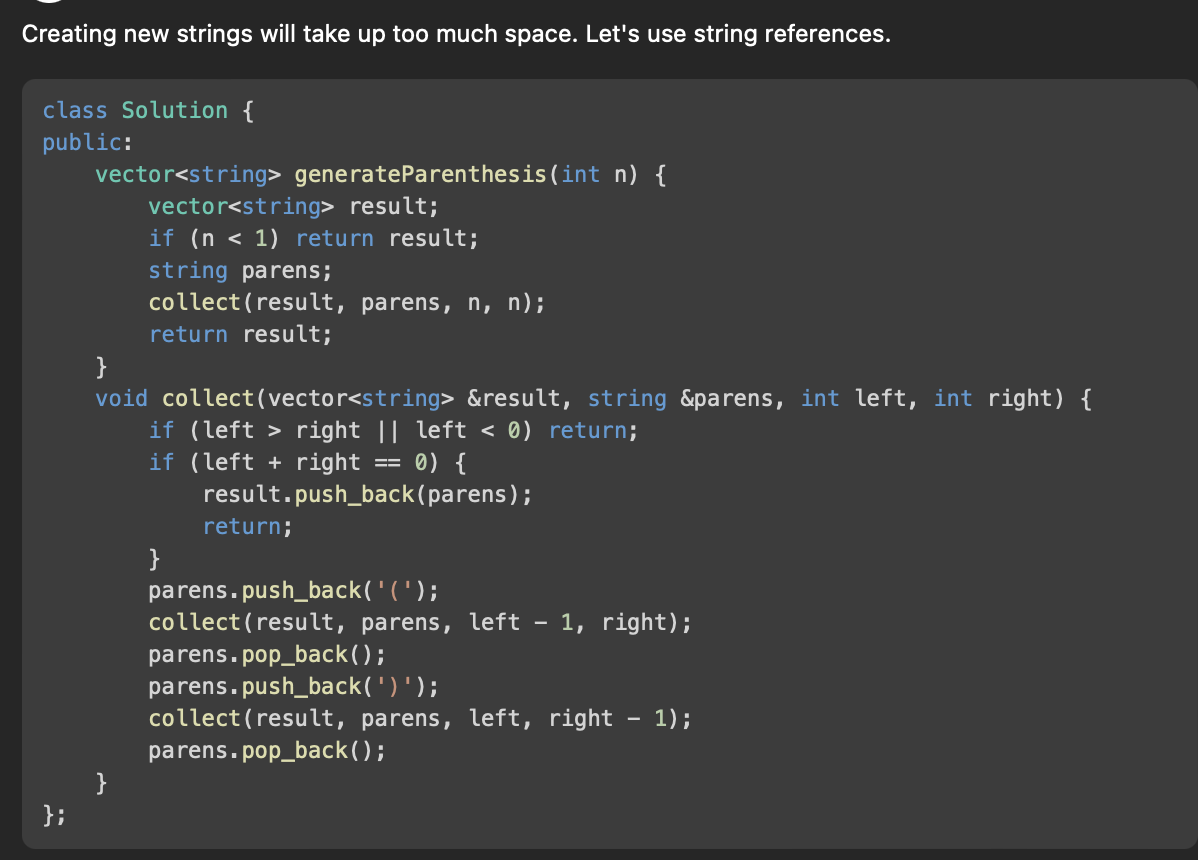 Creating new strings will take up too much space. Let's use string references.
class Solution {
public:
    vector<string> generateParenthesis(int n) {
        vector<string> result;
        if (n < 1) return result;
        string parens;
        collect(result, parens, n, n);
        return result;
    }
    void collect(vector<string> &result, string &parens, int left, int right) {
        if (left > right || left < 0) return;
        if (left + right == 0) {
            result.push_back(parens);
            return;
        }
        parens.push_back('(');
        collect(result, parens, left - 1, right);
        parens.pop_back();
        parens.push_back(')');
        collect(result, parens, left, right - 1);
        parens.pop_back();
    }
};